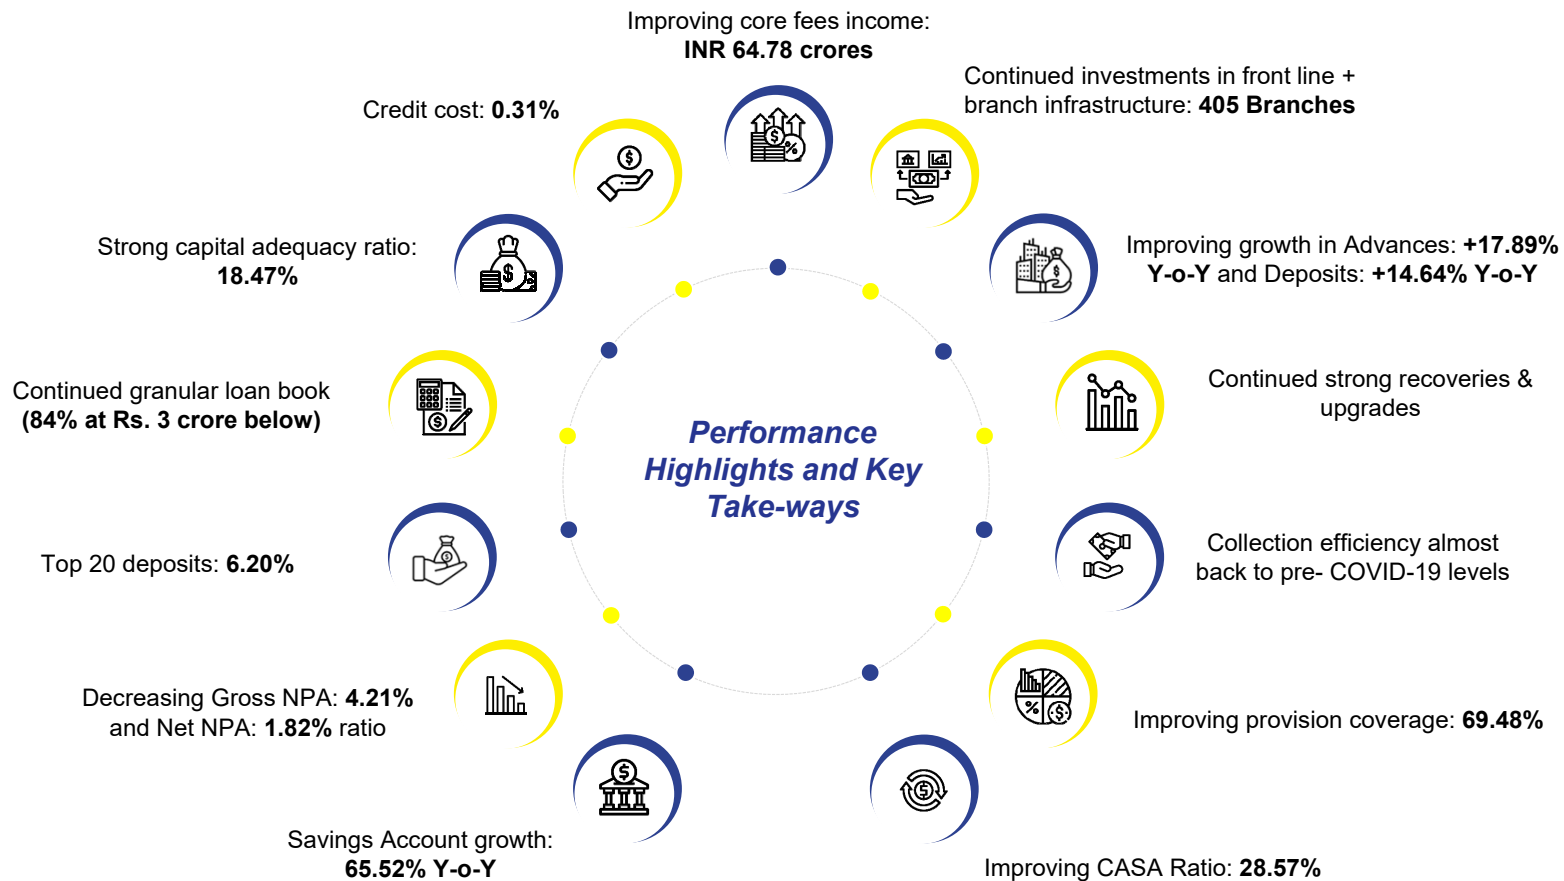 Improving core fees income:
INR 64.78 crores
Continued investments in front line +
branch infrastructure: 405 Branches
Credit cost: 0.31%
Strong capital adequacy ratio:
18.47%
Improving growth in Advances: +17.89%
Y-o-Y and Deposits: +14.64% Y-o-Y
Continued granular loan book
(84% at Rs. 3 crore below)
Continued strong recoveries &
upgrades
Performance
Highlights and Key
Take-ways
Top 20 deposits: 6.20%
Collection efficiency almost
back to pre- COVID-19 levels
Decreasing Gross NPA: 4.21%
and Net NPA: 1.82% ratio
Improving provision coverage: 69.48%
Savings Account growth:
65.52% Y-o-Y
Improving CASA Ratio: 28.57%